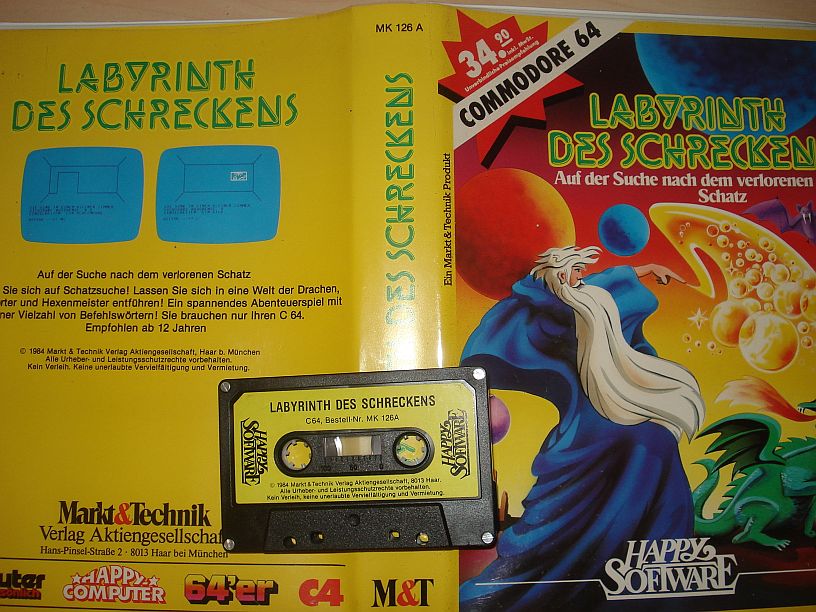 LABYRINTH
DES SCHRECKENS
Auf der Suche nach dem verlorenen Schatz
Sie sich auf Schatzsuche! Lassen Sie sich in eine Welt der Drachen,
und Hexenmeister entführen! Ein spannendes Abenteuerspiel mit
Vielzahl von Befehlswörtern! Sie brauchen nur Ihren C 64.
Empfohlen ab 12 Jahren
© 1984 Markt & Technik Verlag Aktiengesellschaft, Haar b. München
Alle Urheber- und Leistungsschutzrechte vorbehalten.
Kein Verleih. Keine unerlaubte Vervielfältigung und Vermietung.
Markt&Technik
Verlag Aktiengesellschaf
Hans-Pinsel-Straße 2 · 8013 Haar bei München
HAPPY
COMPUTER
64'er
C4
MK 126 A
DES SCHRECKENS
M&T
Ein Markt & Technik Produkt
34.90
inkl. MwSt.
Unverbindliche Preisempfehlung
COMMODORE 64
LABYRINTH
DES SCHRECKEN
Auf der Suche nach dem verlorenen
Schatz
HAPPY
SOFTWARE
LABYRINTH DES SCHRECKENS
C64, Bestell-Nr. MK 126A
HAPPY
SOFTWARE
HAPPY
SOFTWARE
© 1984 Markt & Technik Verlag Aktiengesellschaft, 8013 Haar.
Alle Urheber- und Leistungsschutzrechte vorbehalten.
Kein Verleih, keine unerlaubte Vervielfältigung und Vermietung.